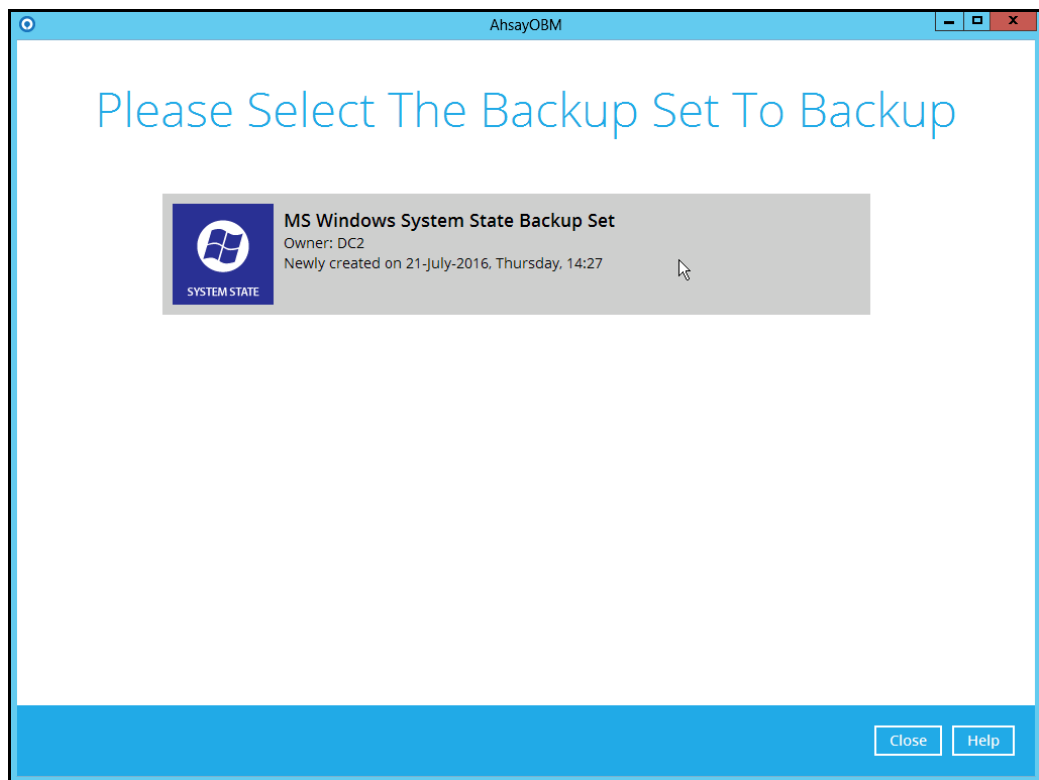 AhsayOBM
Please Select The Backup Set To Backup
MS Windows System State Backup Set
Owner: DC2
Newly created on 21-July-2016, Thursday, 14:27
SYSTEM STATE
Close
Help